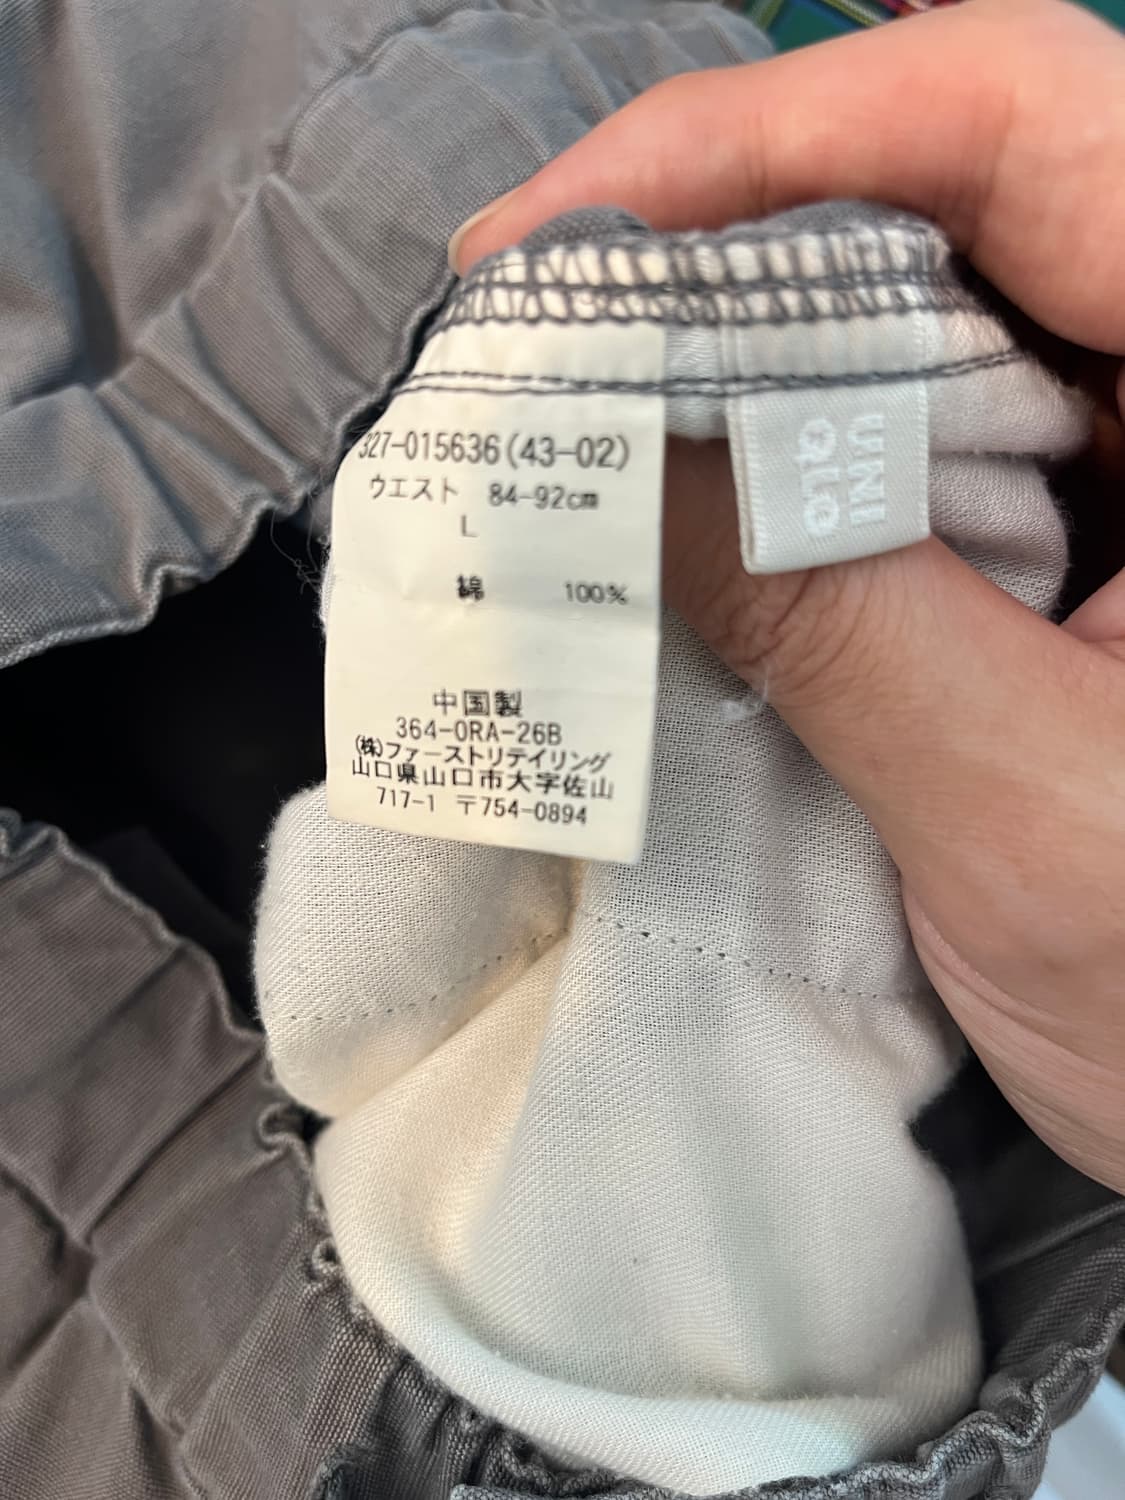 327-015636(43-02)
ウエスト 84-92cm
L
綿 100%
中国製
364-0RA-26B
(株)ファーストリテイリング
山口県山口市大字佐山
717-1 〒754-0894
UNI
QLO